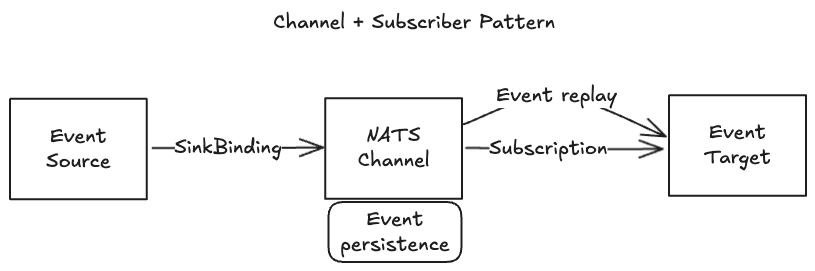 Channel + Subscriber Pattern
Event
Source
SinkBinding
NATS
Channel
Event
persistence
Event replay
Subscription
Event
Target